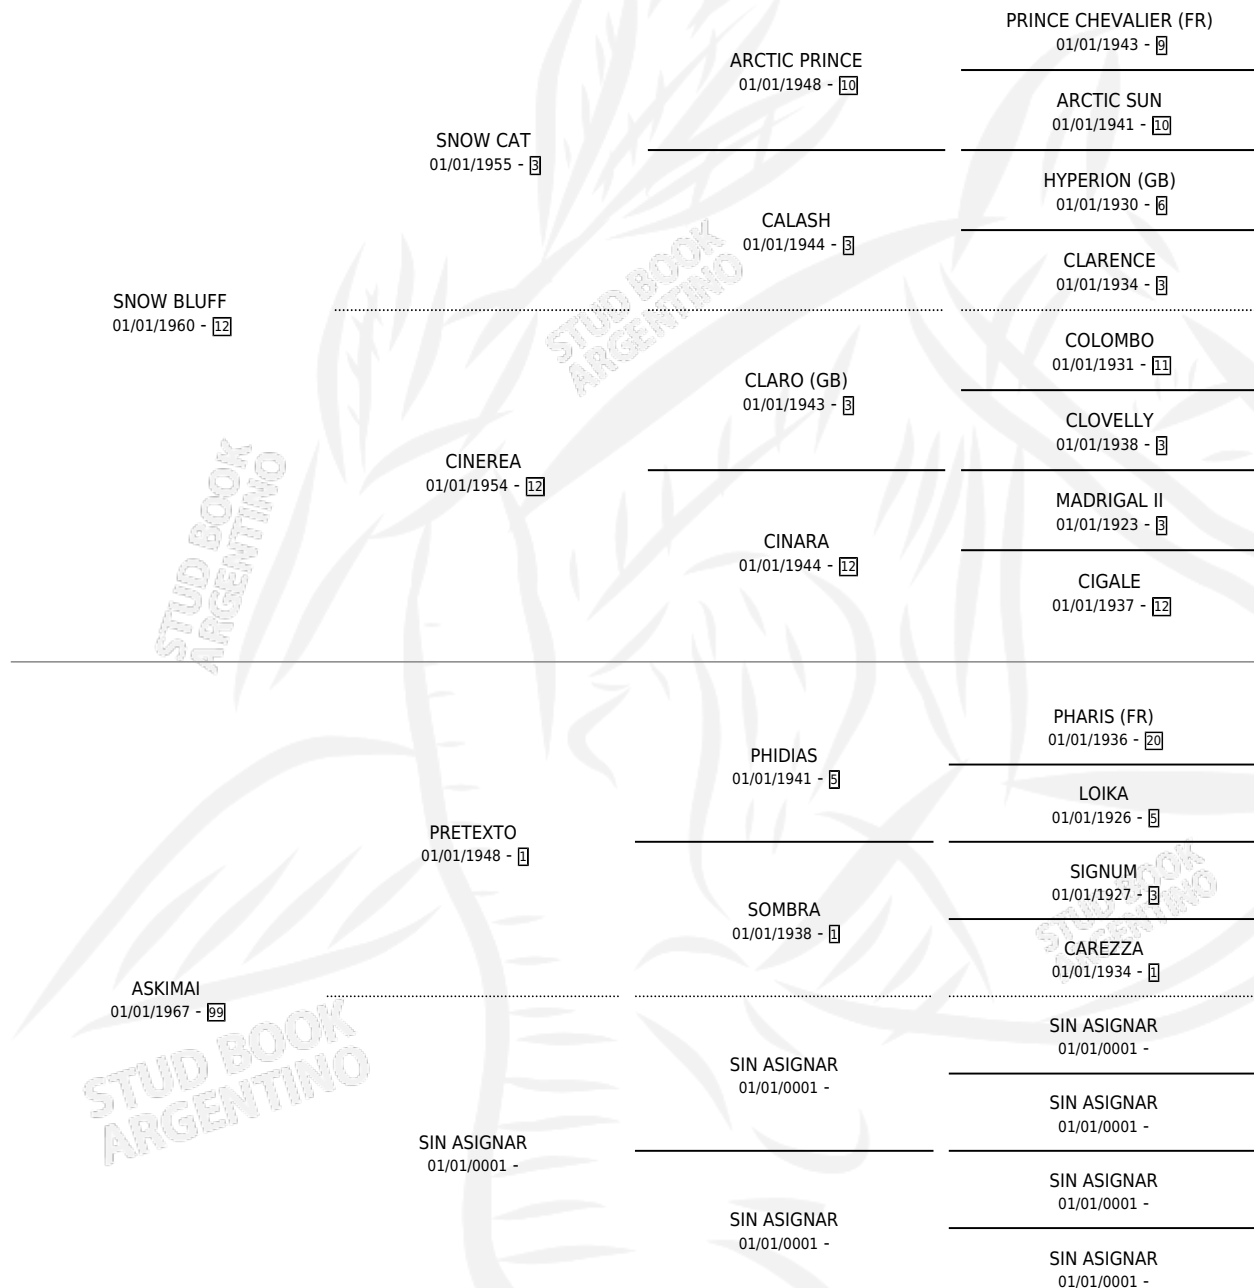 PRINCE CHEVALIER (FR)
01/01/1943 - 9
ARCTIC PRINCE
01/01/1948 - 10
ARCTIC SUN
01/01/1941 - 10
SNOW CAT
01/01/1955 - 3
HYPERION (GB)
01/01/1930 - 6
CALASH
01/01/1944 - 3
CLARENCE
01/01/1934 - 3
SNOW BLUFF
01/01/1960 - 12
STUD BOOK
ARGENTINO
COLOMBO
01/01/1931 - 11
CLARO (GB)
01/01/1943 - 3
CLOVELLY
01/01/1938 - 3
CINEREA
01/01/1954 - 12
MADRIGAL II
01/01/1923 - 3
CINARA
01/01/1944 - 12
CIGALE
01/01/1937 - 12
STUD BOOK
ARGENTINO
PHARIS (FR)
01/01/1936 - 20
PHIDIAS
01/01/1941 - 5
LOIKA
01/01/1926 - 5
PRETEXTO
01/01/1948 - 1
SIGNUM
01/01/1927 - 3
SOMBRA
01/01/1938 - 1
STUD BOOK
ARGENTINO
CAREZZA
01/01/1934 - 1
ASKIMAI
01/01/1967 - 99
SIN ASIGNAR
01/01/0001 -
STUD BOOK
ARGENTINO
SIN ASIGNAR
01/01/0001 -
SIN ASIGNAR
01/01/0001 -
SIN ASIGNAR
01/01/0001 -
SIN ASIGNAR
01/01/0001 -
SIN ASIGNAR
01/01/0001 -
SIN ASIGNAR
01/01/0001 -